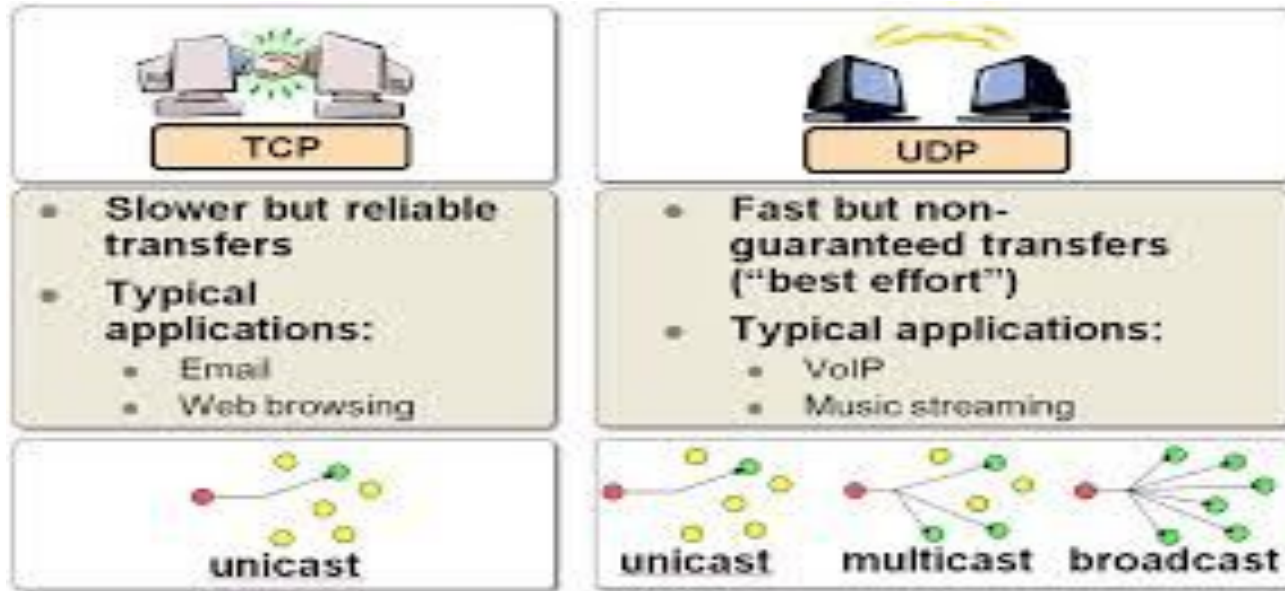 TCP
Slower but reliable
transfers
Typical
applications:
Email
Web browsing
unicast
UDP
Fast but non-
guaranteed transfers
(“best effort”)
Typical applications:
VoIP
Music streaming
unicast multicast broadcast